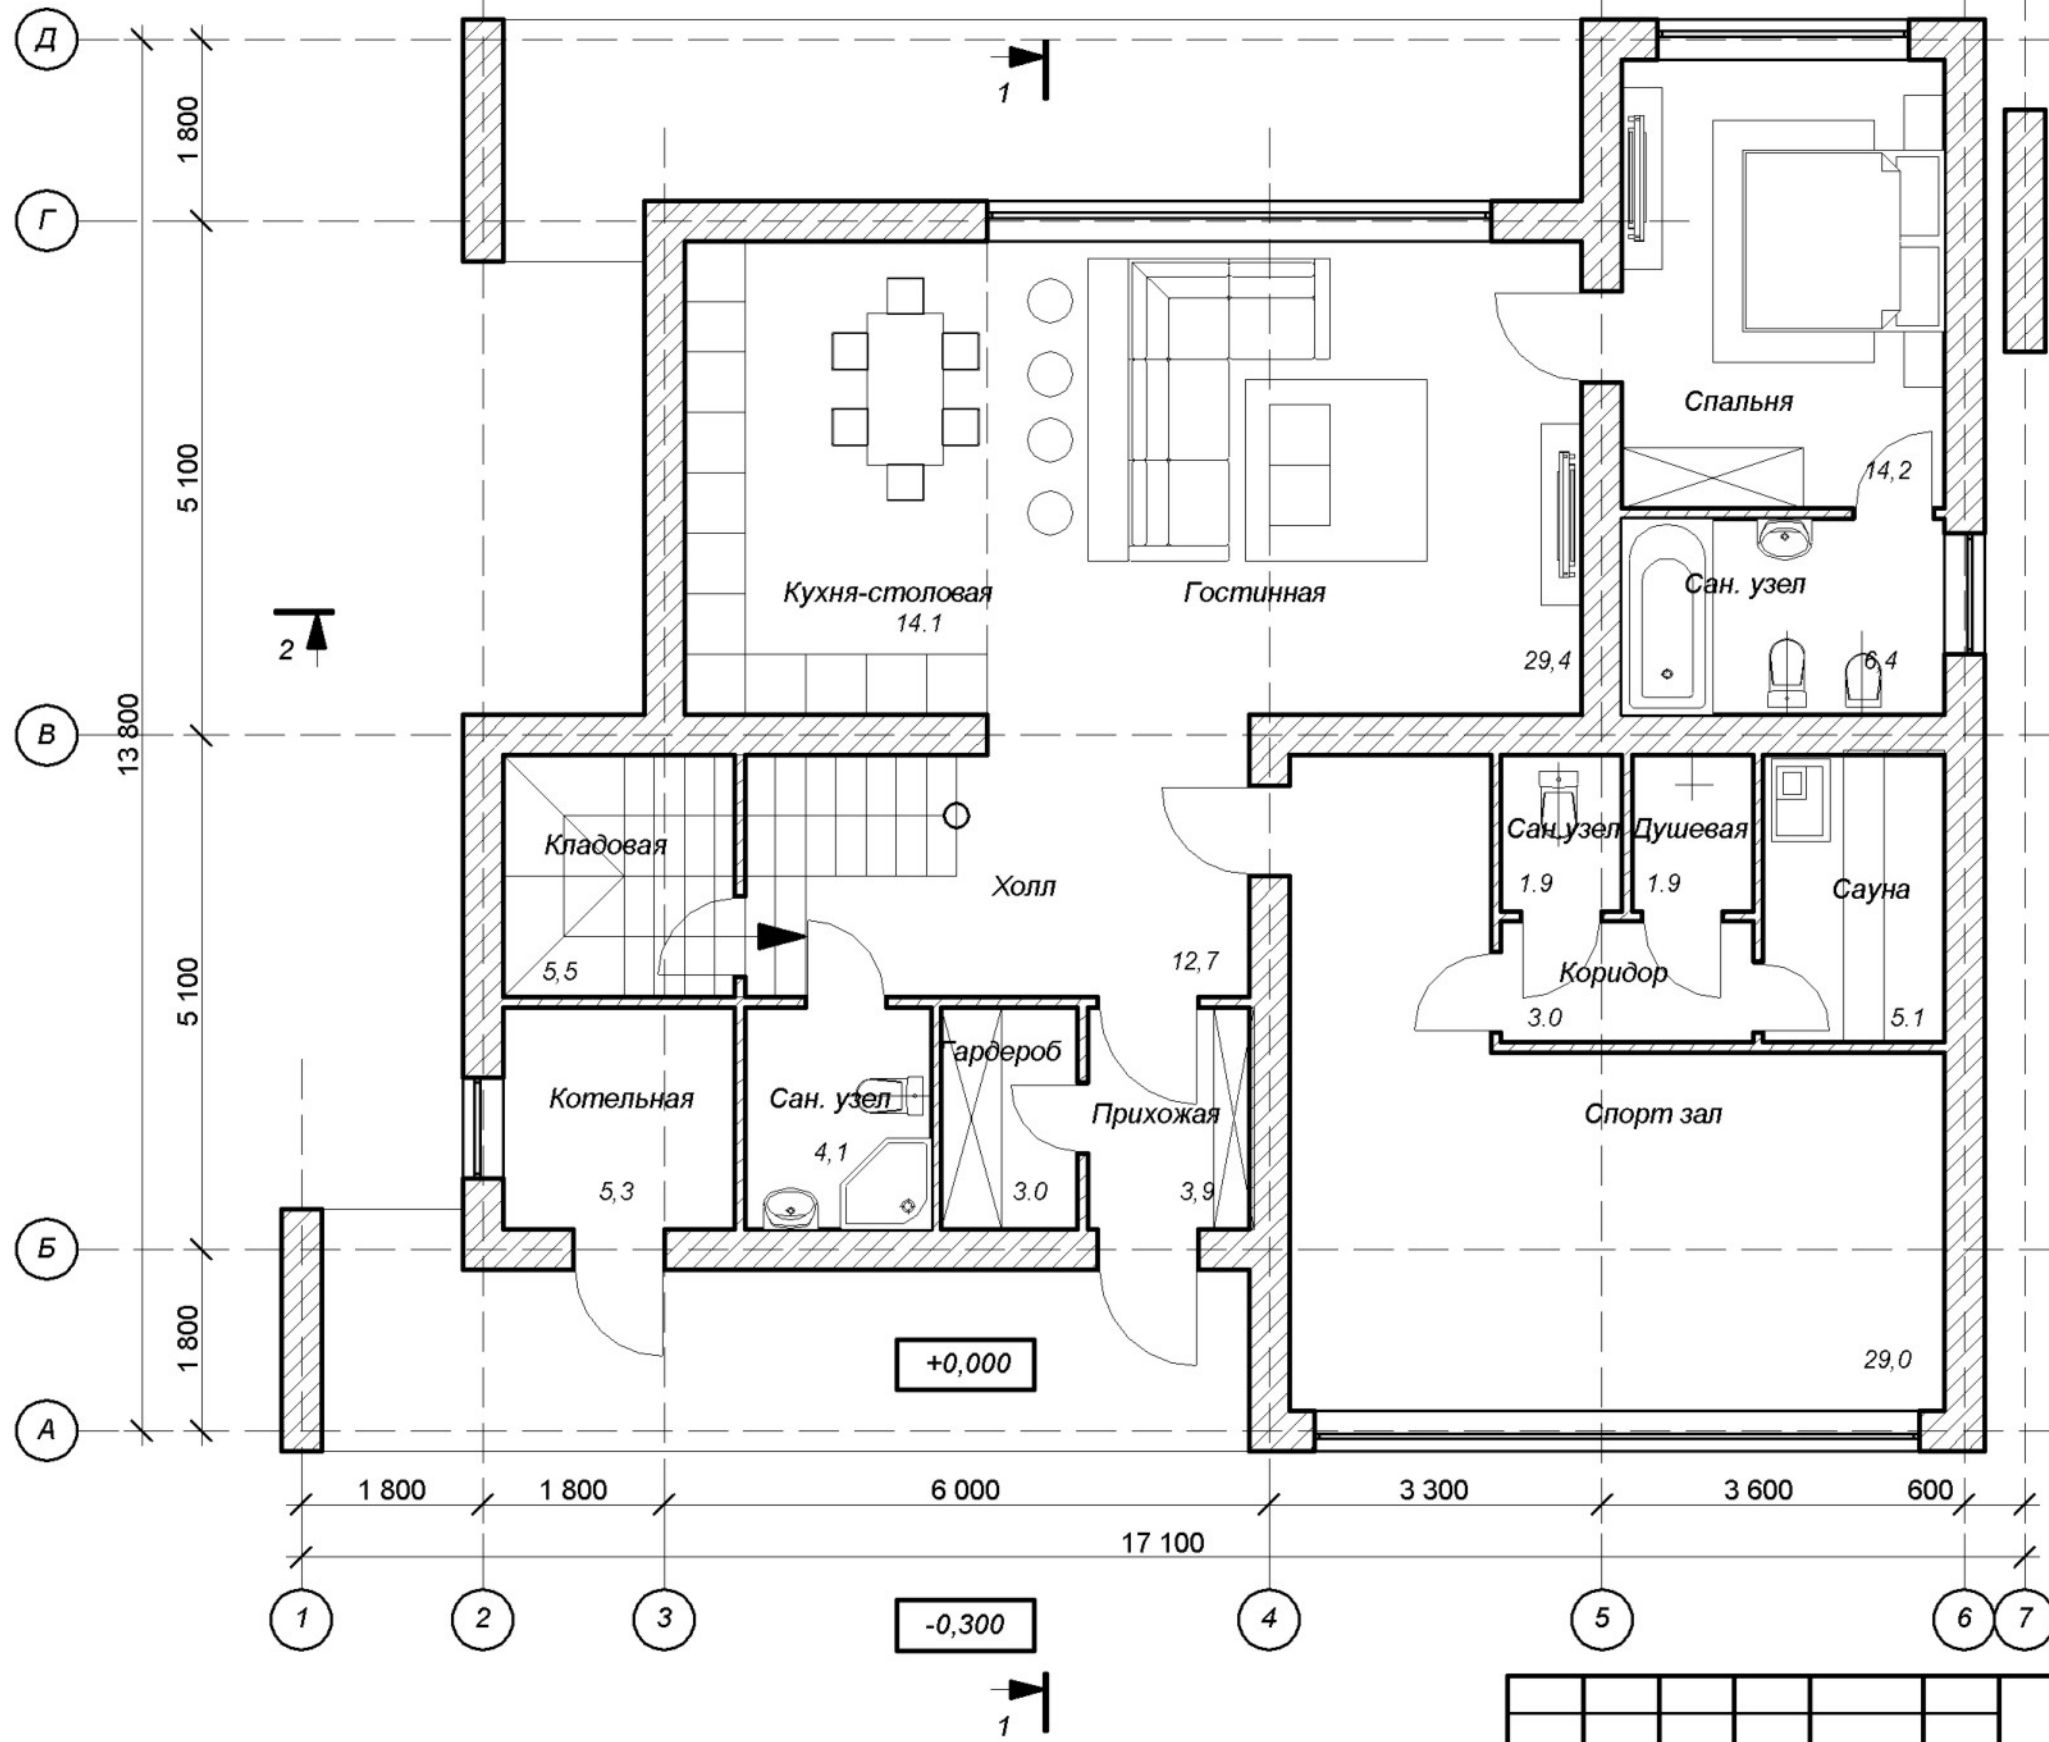 Д
1
1 800
Г
Спальня
14,2
5 100
Кухня-столовая
14.1
Гостинная
29,4
Сан. узел
6,4
2
13 800
В
Кладовая
5,5
Холл
12,7
Сан.узел
1.9
Душевая
1.9
Сауна
5.1
Коридор
3.0
5 100
Котельная
5,3
Сан. узел
4,1
Гардероб
3.0
Прихожая
3,9
Спорт зал
29,0
Б
1 800
+0,000
А
1 800
1 800
6 000
3 300
3 600
600
17 100
1
2
3
-0,300
4
5
6
7
1